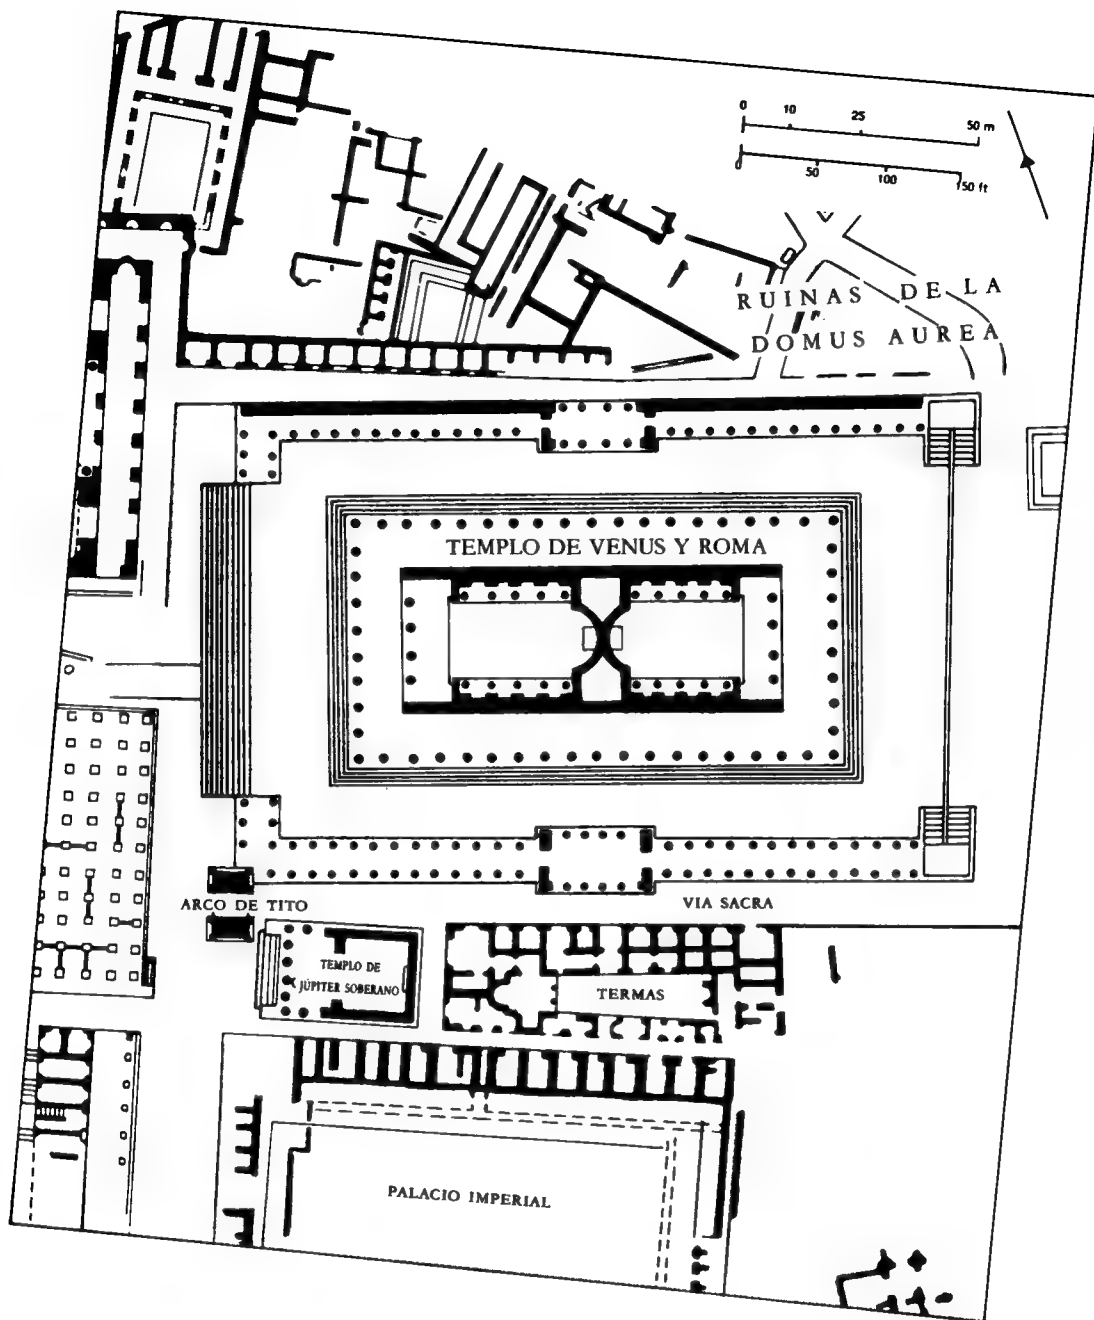 0 10 25 50 m
0 50 100 150 ft
RUINAS DE LA
DOMUS AUREA
TEMPLO DE VENUS Y ROMA
ARCO DE TITO
VIA SACRA
TEMPLO DE
JÚPITER SOBERANO
TERMAS
PALACIO IMPERIAL